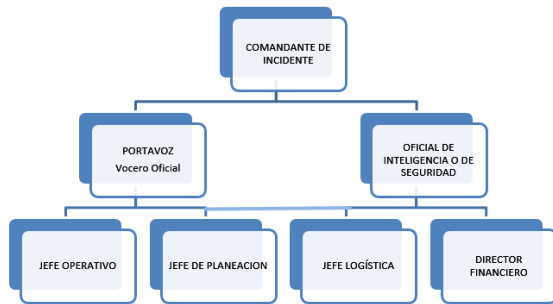 COMANDANTE DE
INCIDENTE
PORTAVOZ
Vocero Oficial
OFICIAL DE
INTELIGENCIA O DE
SEGURIDAD
JEFE OPERATIVO
JEFE DE PLANEACION
JEFE LOGÍSTICA
DIRECTOR
FINANCIERO